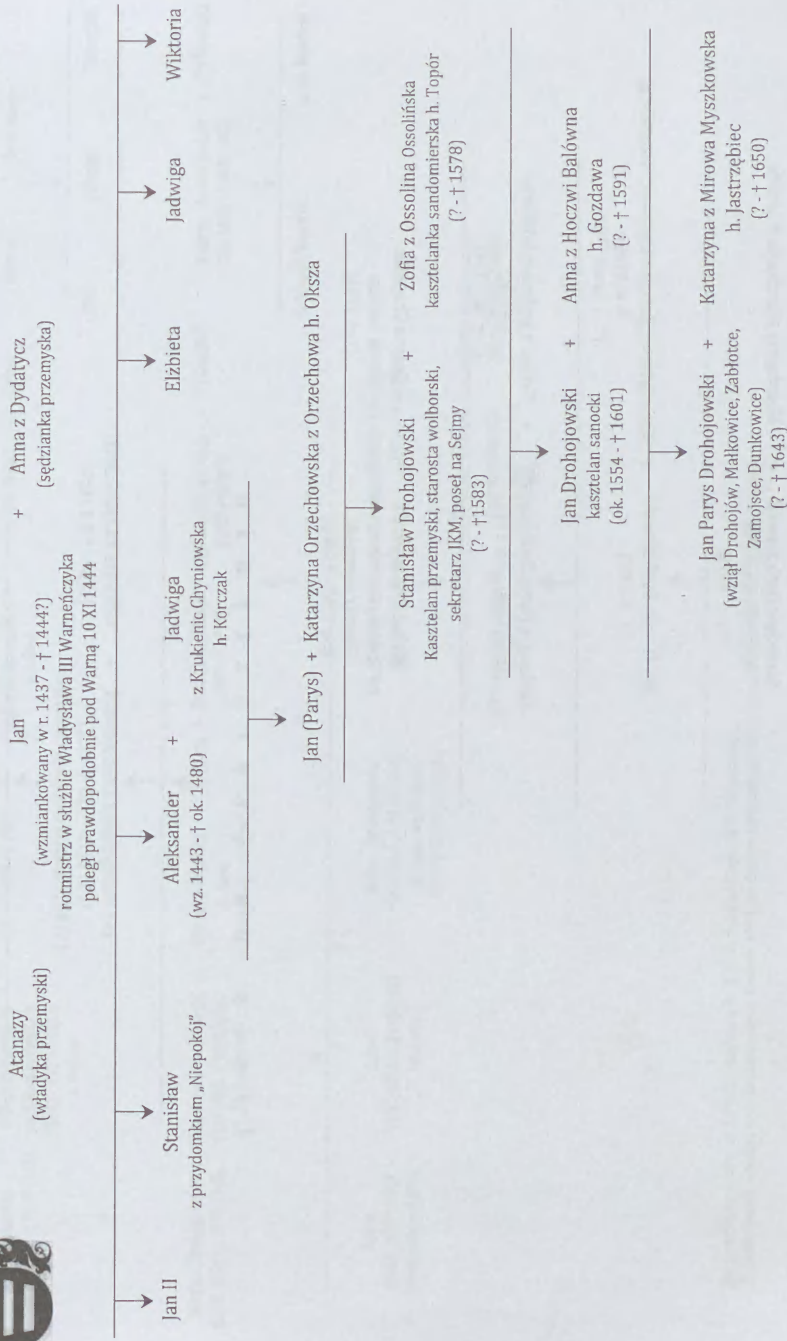 Atanazy
(władyka przemyski)
Jan + Anna z Dydatycz
(wzmiankowany w r. 1437 - † 1444?) (sędzianka przemyska)
rotmistrz w służbie Władysława III Warneńczyka
poległ prawdopodobnie pod Warną 10 XI 1444
Jan II
Stanisław
z przydomkiem „Niepokój”
Aleksander + Jadwiga
(wz. 1443 - † ok. 1480) z Krukienic Chyniowska
h. Korczak
Elżbieta
Jadwiga
Wiktoria
Jan (Parys) + Katarzyna Orzechowska z Orzechowa h. Oksza
Stanisław Drohojowski + Zofia z Ossolina Ossolińska
Kasztelan przemyski, starosta wolborski, kasztelanka sandomierska h. Topór
sekretarz JKM, poseł na Sejmy (? - † 1578)
(? - †1583)
Jan Drohojowski + Anna z Hoczwi Balówna
kasztelan sanocki h. Gozdawa
(ok. 1554 - † 1601) (? - † 1591)
Jan Parys Drohojowski + Katarzyna z Mirowa Myszkowska
(wziął Drohojów, Małkowice, Zabłotce, h. Jastrzębiec
Zamojsce, Dunkowice) (? - † 1650)
(? - † 1643)